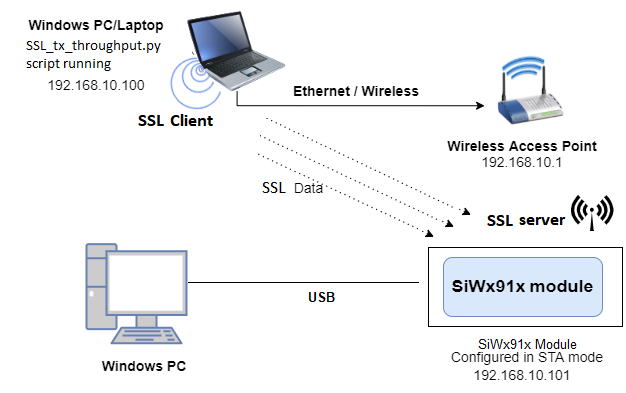 Windows PC/Laptop
SSL_tx_throughput.py
script running
192.168.10.100
SSL Client
Ethernet / Wireless
Wireless Access Point
192.168.10.1
SSL Data
SSL server
SiWx91x module
USB
Windows PC
SiWx91x Module
Configured in STA mode
192.168.10.101